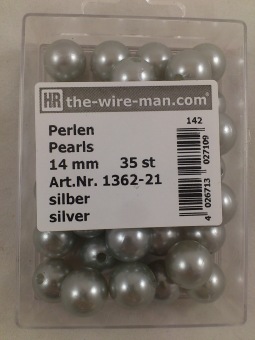 HR the-wire-man.com®
Perlen
Pearls
14 mm 35 st
Art.Nr. 1362-21
silber
silver
142
4 026713 027109